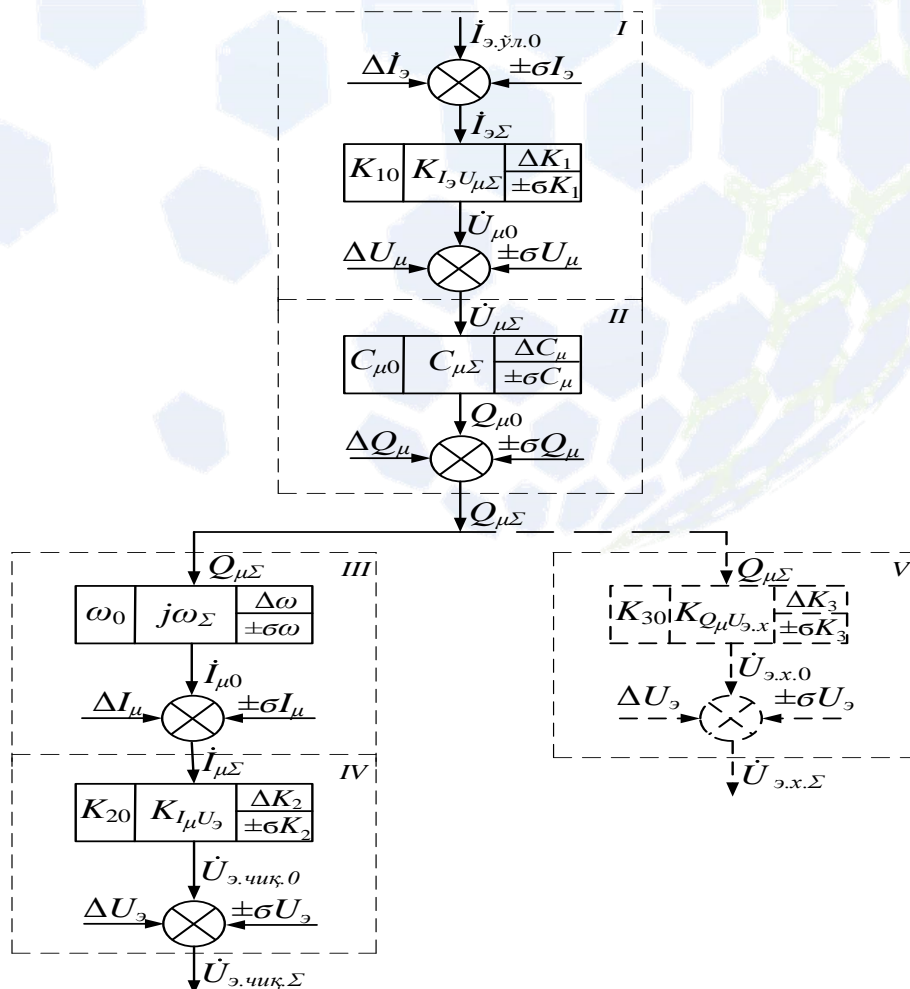 I
İэ.ўл.0
Δİэ ±σIэ
İэΣ
K10 KIэUμΣ ΔK1
±σK1
U̇μ0
ΔUμ ±σUμ
II
U̇μΣ
Cμ0 CμΣ ΔCμ
±σCμ
Qμ0
ΔQμ ±σQμ
QμΣ
III
QμΣ
ω0 jωΣ Δω
±σω
İμ0
ΔIμ ±σIμ
IV
İμΣ
K20 KIμUэ ΔK2
±σK2
U̇э.чиқ.0
ΔUэ ±σUэ
U̇э.чиқ.Σ
V
QμΣ
K30 KQμUэ.x ΔK3
±σK3
U̇э.x.0
ΔUэ ±σUэ
U̇э.x.Σ